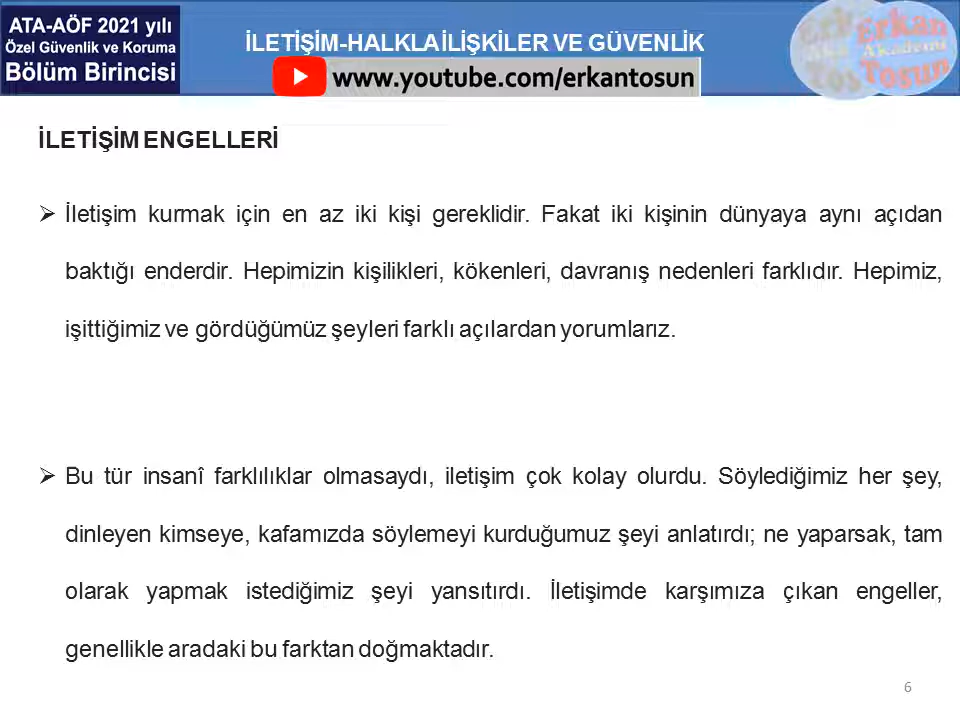 ATA-AÖF 2021 yılı
Özel Güvenlik ve Koruma
Bölüm Birincisi
İLETİŞİM-HALKLA İLİŞKİLER VE GÜVENLİK
www.youtube.com/erkantosun
Erkan
Akademi
Tosun
İLETİŞİM ENGELLERİ
➢ İletişim kurmak için en az iki kişi gereklidir. Fakat iki kişinin dünyaya aynı açıdan
baktığı enderdir. Hepimizin kişilikleri, kökenleri, davranış nedenleri farklıdır. Hepimiz,
işittiğimiz ve gördüğümüz şeyleri farklı açılardan yorumlarız.
➢ Bu tür insanî farklılıklar olmasaydı, iletişim çok kolay olurdu. Söylediğimiz her şey,
dinleyen kimseye, kafamızda söylemeyi kurduğumuz şeyi anlatırdı; ne yaparsak, tam
olarak yapmak istediğimiz şeyi yansıtırdı. İletişimde karşımıza çıkan engeller,
genellikle aradaki bu farktan doğmaktadır.
6